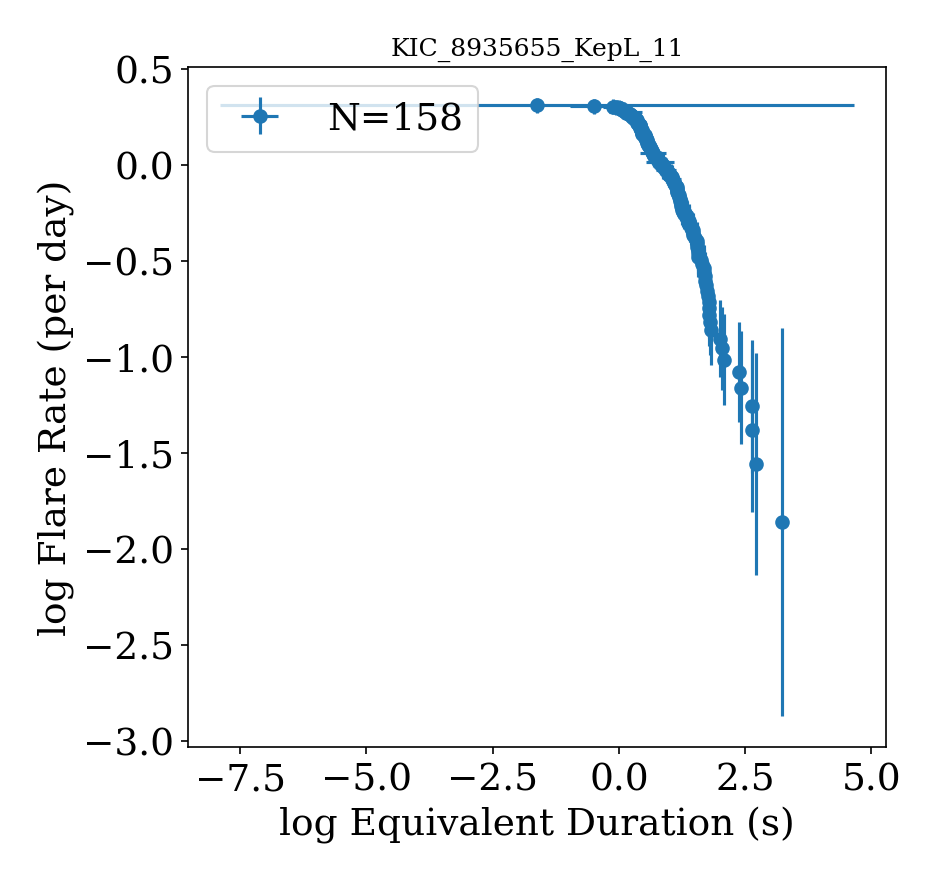 KIC_8935655_KepL_11
0.5
0.0
−0.5
−1.0
−1.5
−2.0
−2.5
−3.0
log Flare Rate (per day)
N=158
−7.5 −5.0 −2.5 0.0 2.5 5.0
log Equivalent Duration (s)